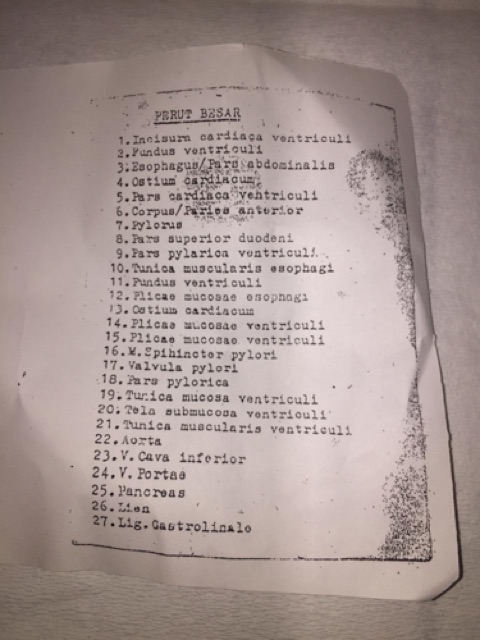 PERUT BESAR
1. Incisura cardiaca ventriculi
2. Fundus ventriculi
3. Esophagus/Pars abdominalis
4. Ostium cardiacum
5. Pars cardiaca ventriculi
6. Corpus/Paries anterior
7. Pylorus
8. Pars superior duodeni
9. Pars pylarica ventriculi.
10. Tunica muscularis esophagi
11. Fundus ventriculi
12. Plicae mucosae esophagi
13. Ostium cardiacum
14. Plicae mucosae ventriculi
15. Plicae mucosae ventriculi
16. M.Spihincter pylori
17. Valvula pylori
18. Pars pylorica
19. Tunica mucosa ventriculi
20. Tela submucosa ventriculi
21. Tunica muscularis ventriculi
22. Aorta
23. V. Cava inferior
24. V. Portae
25. Pancreas
26. Lien
27. Lig. Gastrolinale